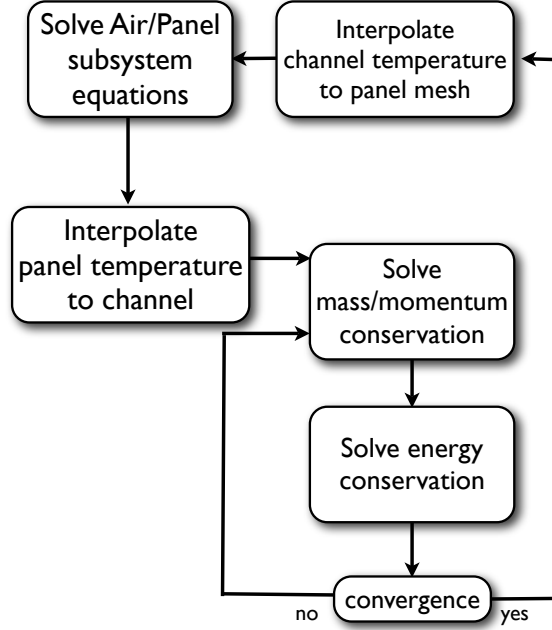 Solve Air/Panel
subsystem
equations
Interpolate
channel temperature
to panel mesh
Interpolate
panel temperature
to channel
Solve
mass/momentum
conservation
Solve energy
conservation
convergence
no
yes